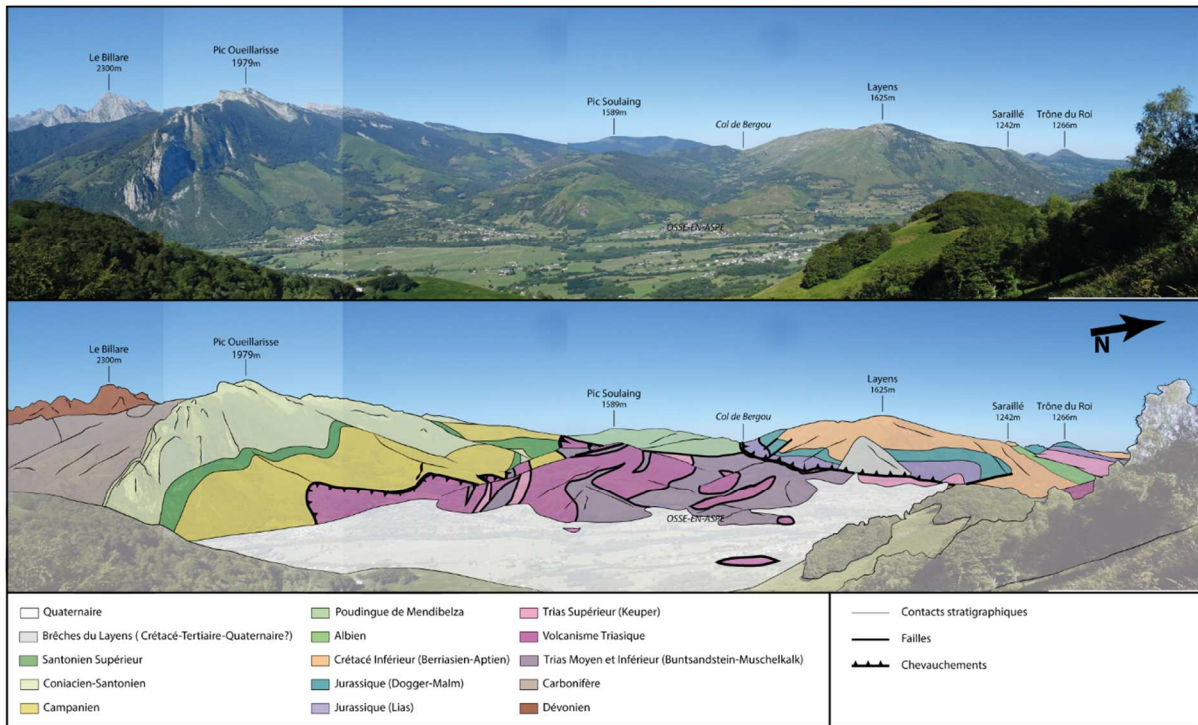 Le Billare
2300m
Pic Oueillarisse
1979m
Pic Soulaing
1589m
Col de Bergou
Layens
1625m
Saraillé
1242m
Trône du Roi
1266m
OSSE-EN-ASPE
N
Le Billare
2300m
Pic Oueillarisse
1979m
Pic Soulaing
1589m
Col de Bergou
Layens
1625m
Saraillé
1242m
Trône du Roi
1266m
OSSE-EN-ASPE
Quaternaire
Brêches du Layens ( Crétacé-Tertiaire-Quaternaire?)
Santonien Supérieur
Coniacien-Santonien
Campanien
Poudingue de Mendibelza
Albien
Crétacé Inférieur (Berriasien-Aptien)
Jurassique (Dogger-Malm)
Jurassique (Lias)
Trias Supérieur (Keuper)
Volcanisme Triasique
Trias Moyen et Inférieur (Buntsandstein-Muschelkalk)
Carbonifère
Dévonien
Contacts stratigraphiques
Failles
Chevauchements